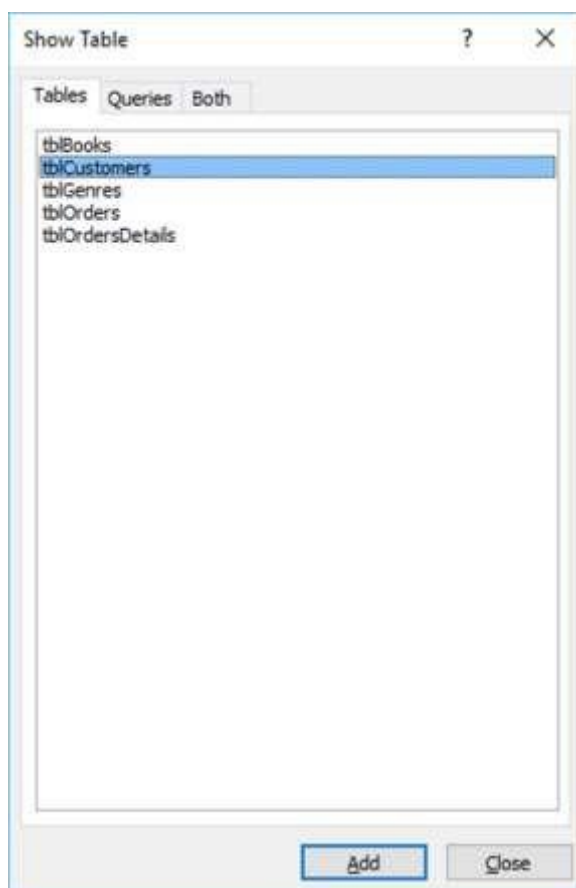 Show Table ?
Tables Queries Both
tblBooks
tblCustomers
tblGenres
tblOrders
tblOrdersDetails
Add Close